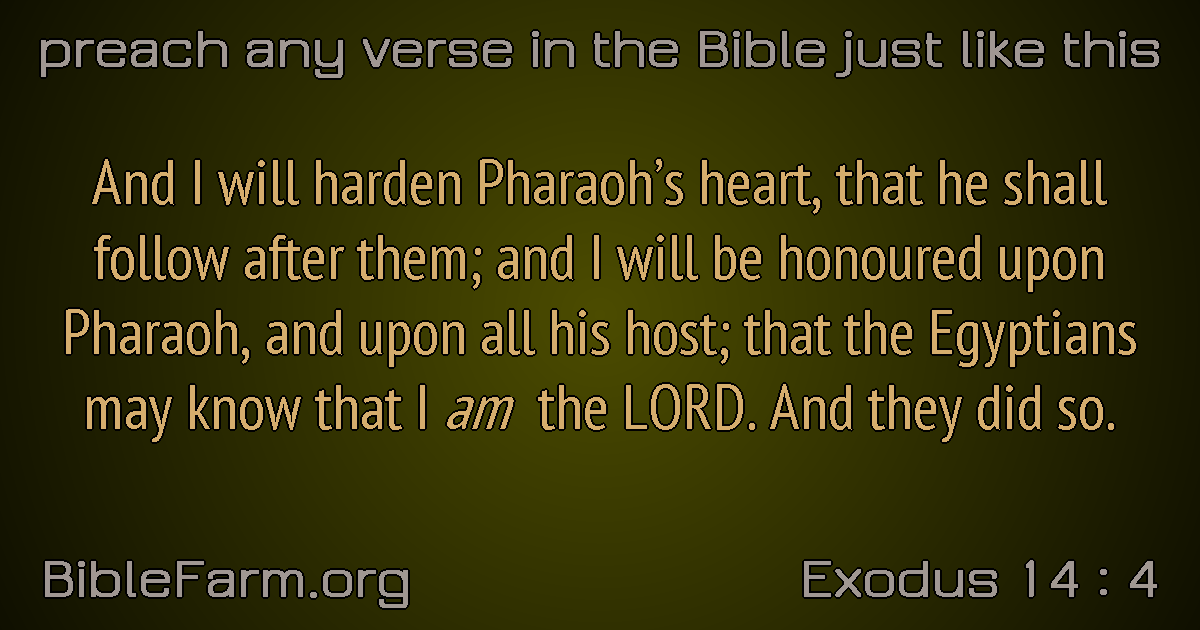 preach any verse in the Bible just like this
And I will harden Pharaoh’s heart, that he shall
follow after them; and I will be honoured upon
Pharaoh, and upon all his host; that the Egyptians
may know that I am the LORD. And they did so.
BibleFarm.org
Exodus 14 : 4